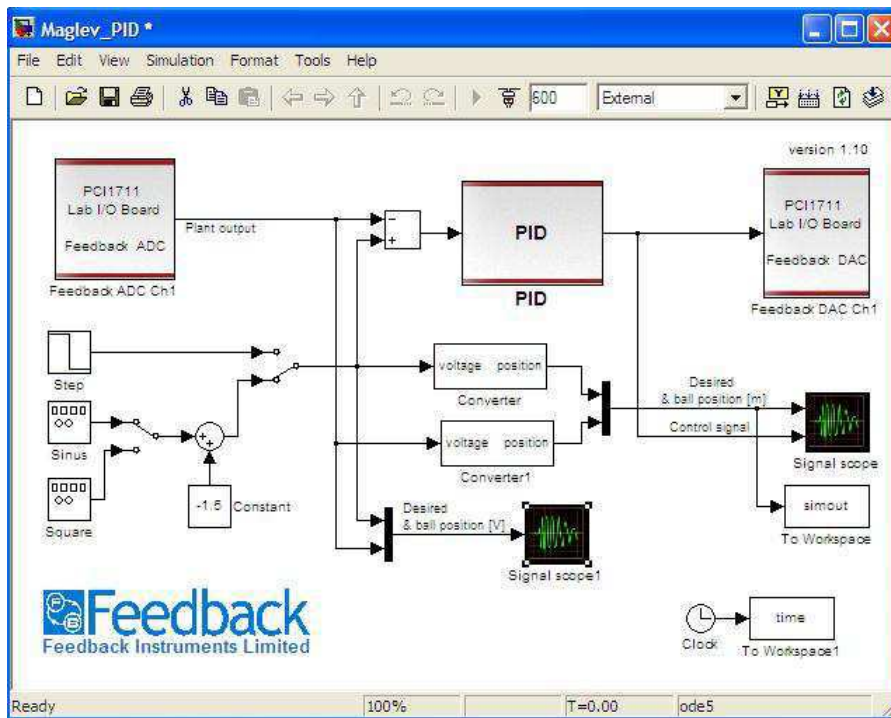 Maglev_PID *
File Edit View Simulation Format Tools Help
600 External
version 1.10
PCI1711
Lab I/O Board
Feedback ADC
Feedback ADC Ch1
Plant output
-
+
PID
PID
PCI1711
Lab I/O Board
Feedback DAC
Feedback DAC Ch1
Step
Sinus
Square
+
+
-1.5
Constant
voltage position
Converter
voltage position
Converter1
Desired
& ball position [m]
Control signal
Signal scope
simout
To Workspace
Desired
& ball position [V]
Signal scope1
Feedback
Feedback Instruments Limited
Clock
time
To Workspace1
Ready 100% T=0.00 ode5